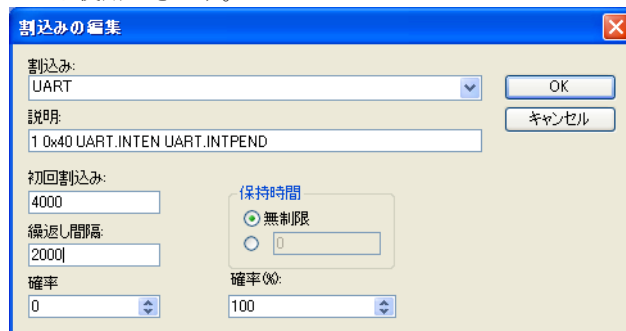 割込みの編集
割込み:
UART
OK
説明:
キャンセル
1 0x40 UART.INTEN UART.INTPEND
初回割込み:
4000
保持時間
無制限
繰返し間隔:
0
2000
確率
確率(%):
0
100